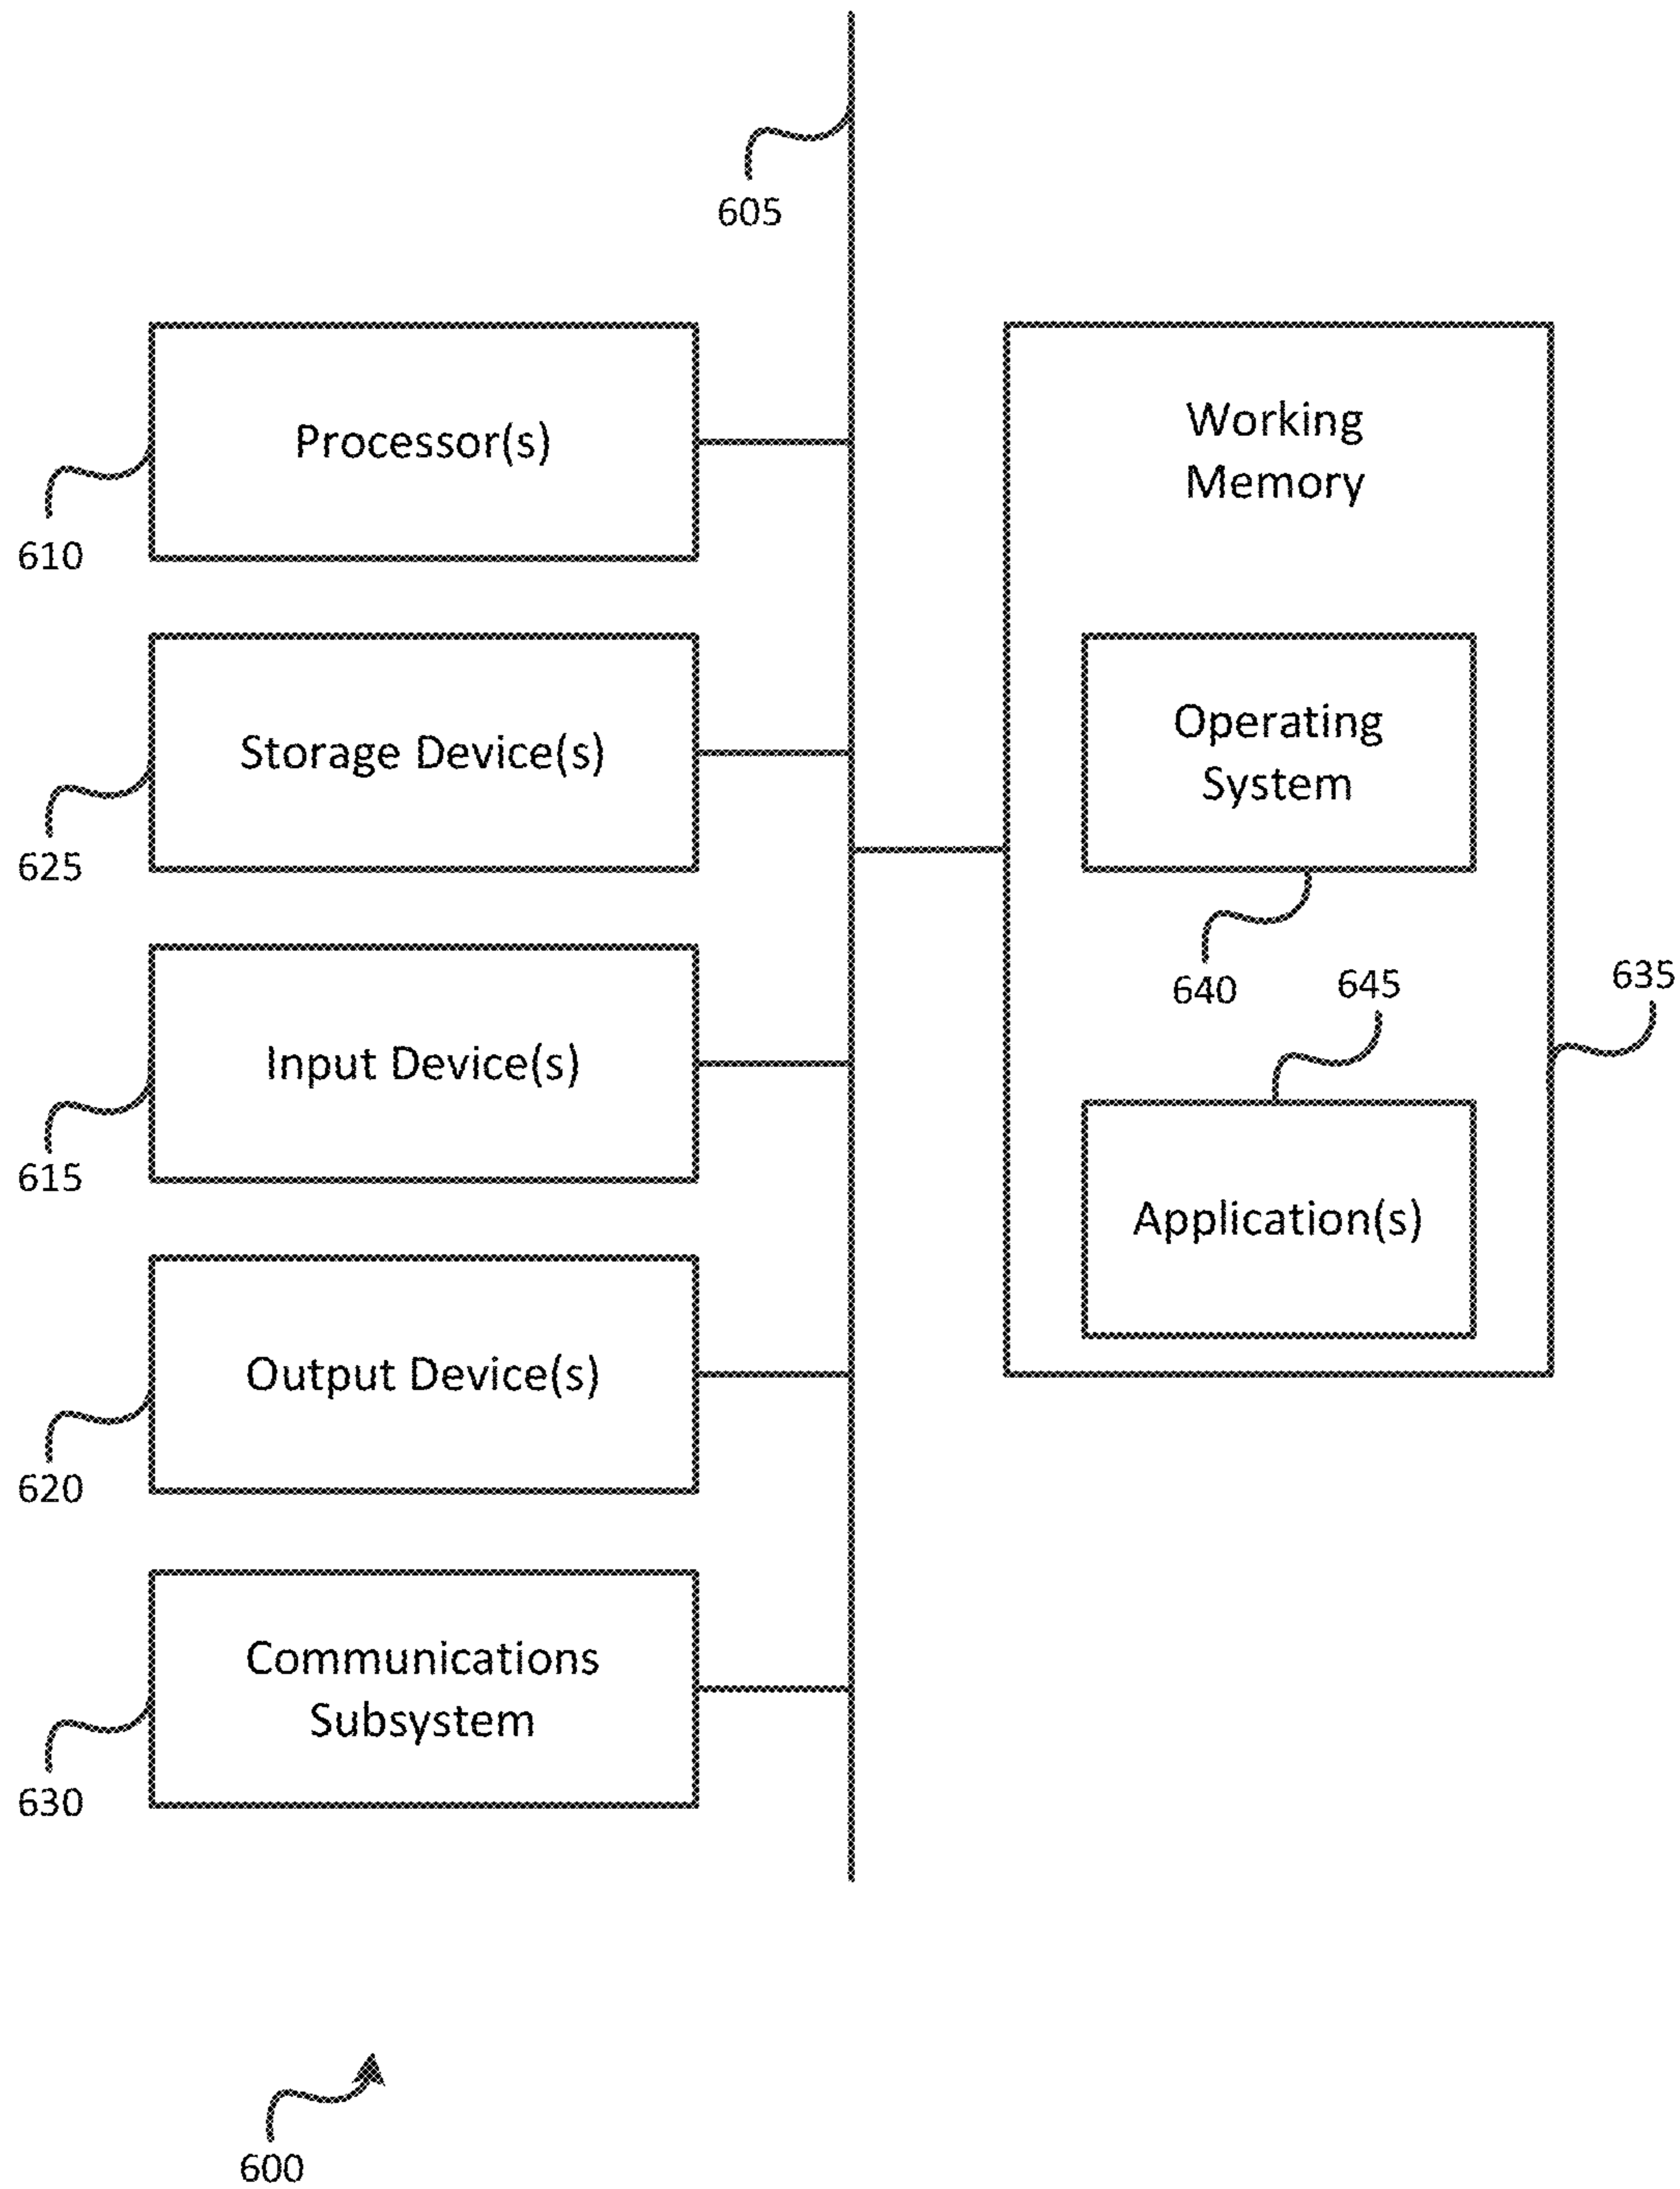 605
Processor(s)
610
Storage Device(s)
625
Input Device(s)
615
Output Device(s)
620
Communications
Subsystem
630
Working
Memory
Operating
System
640
645
635
Application(s)
600